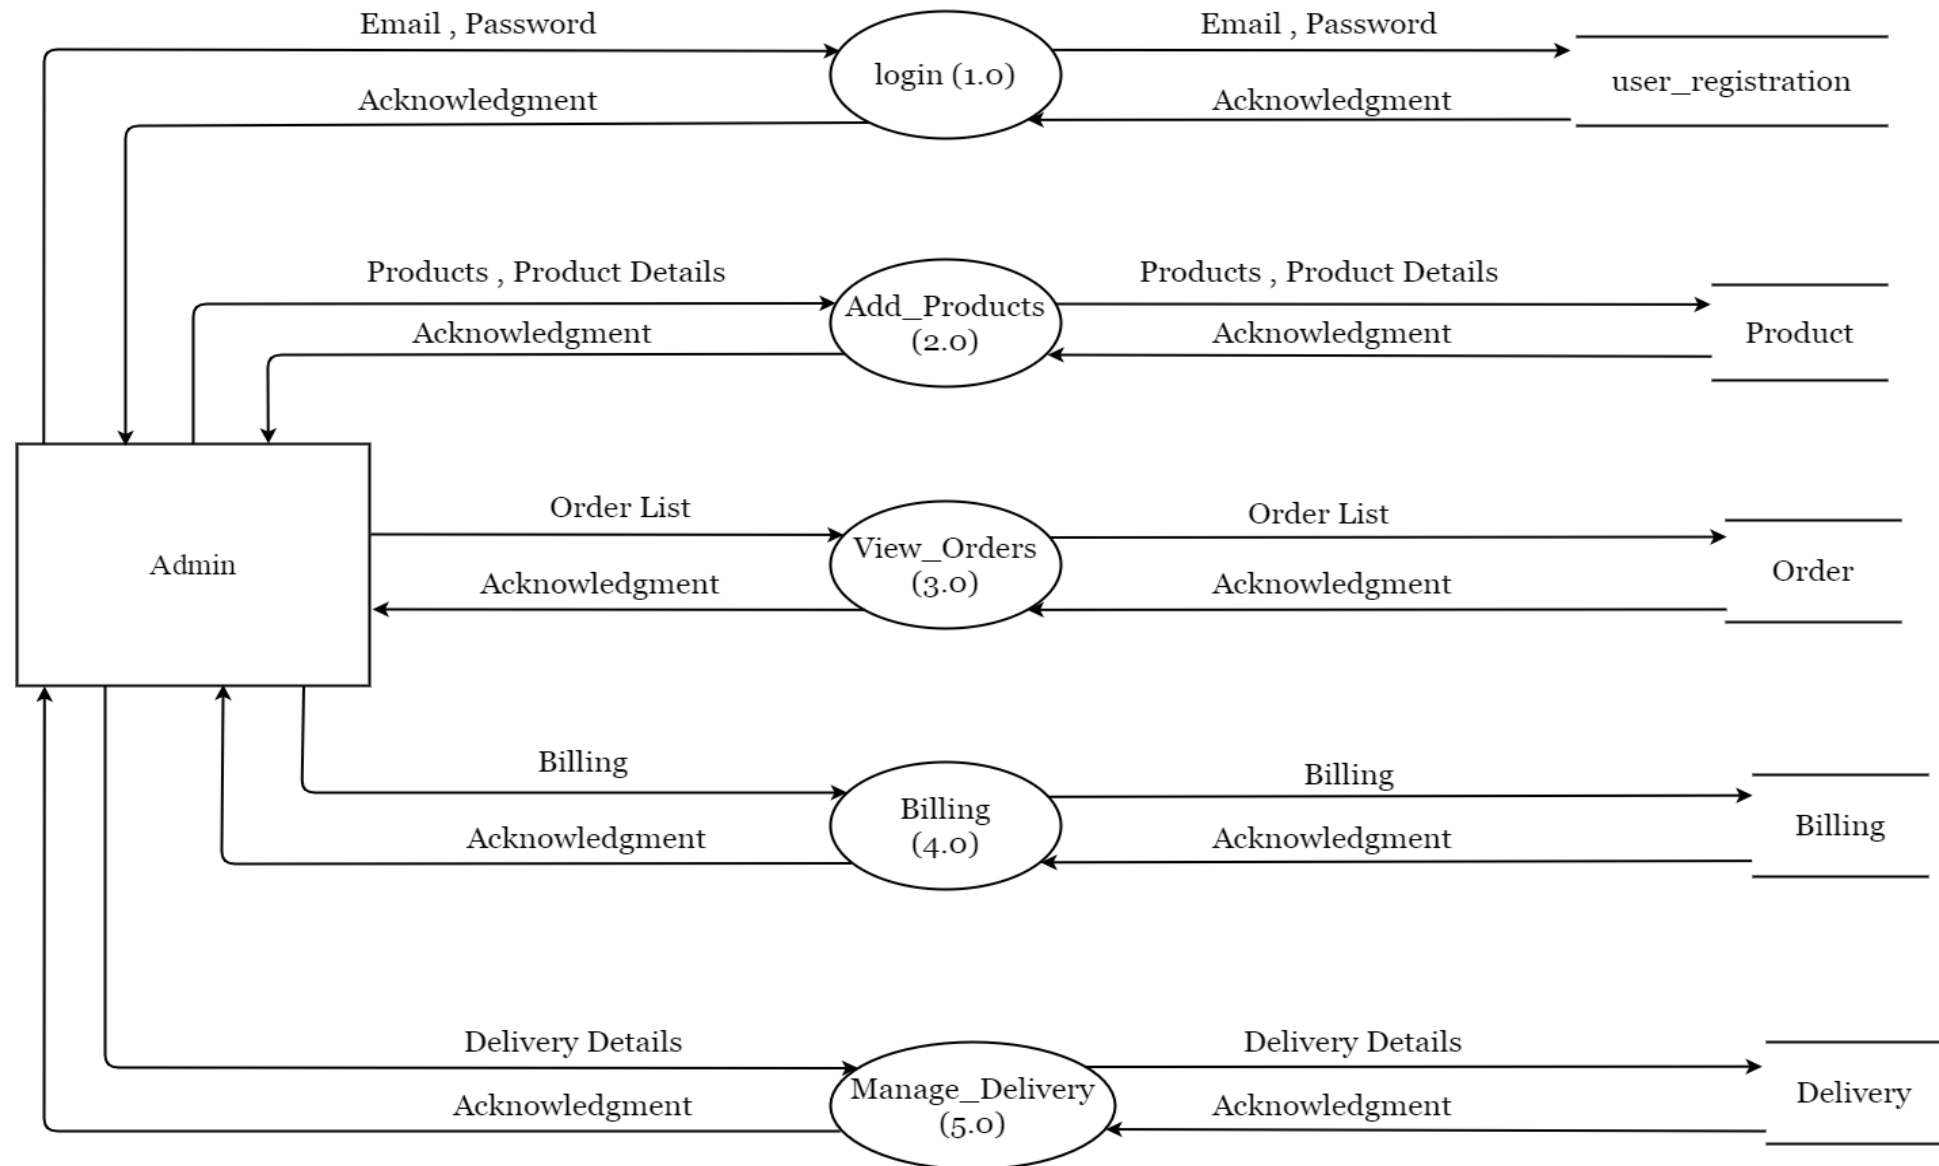 Email , Password
Email , Password
login (1.0)
user_registration
Acknowledgment
Acknowledgment
Products , Product Details
Products , Product Details
Add_Products
(2.0)
Acknowledgment
Acknowledgment
Product
Order List
Order List
View_Orders
(3.0)
Admin
Order
Acknowledgment
Acknowledgment
Billing
Billing
Billing
(4.0)
Billing
Acknowledgment
Acknowledgment
Delivery Details
Delivery Details
Manage_Delivery
(5.0)
Delivery
Acknowledgment
Acknowledgment